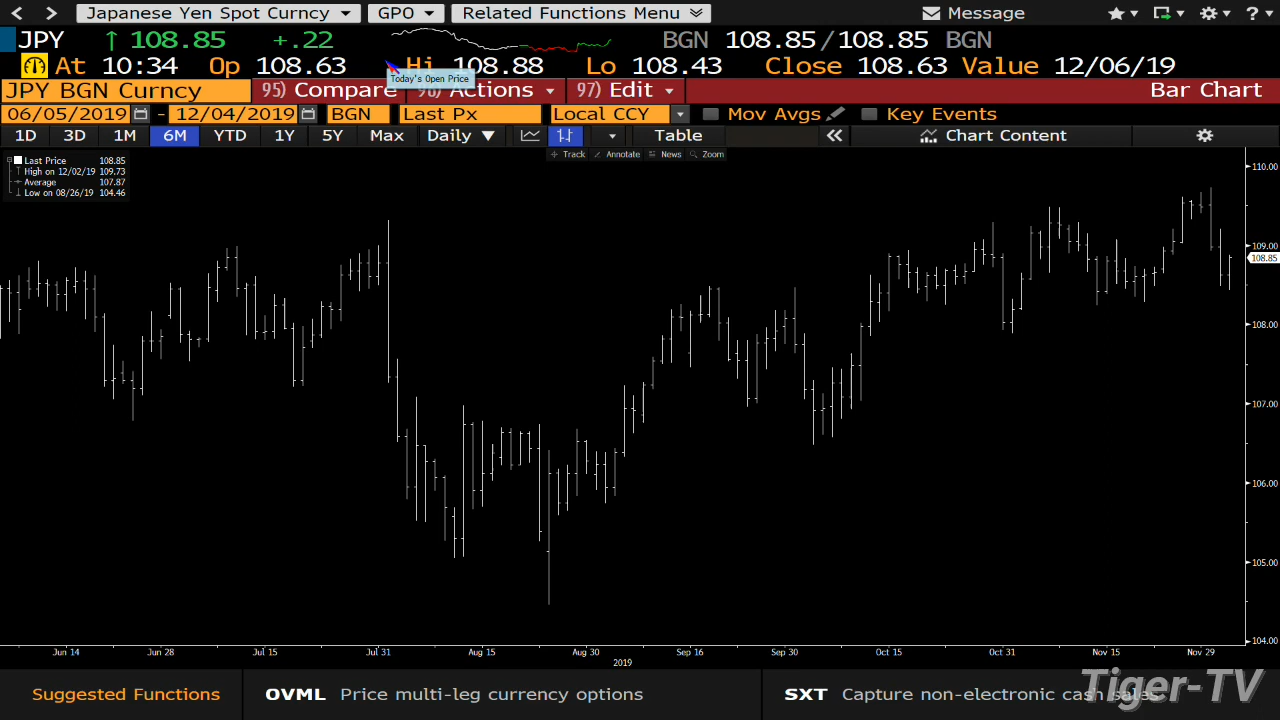 Japanese Yen Spot Curncy GPO Related Functions Menu Message ?
JPY ↑ 108.85 +.22 BGN 108.85/108.85 BGN
At 10:34 Op 108.63 Hi 108.88 Lo 108.43 Close 108.63 Value 12/06/19
Today's Open Price
JPY BGN Curncy 95) Compare 96) Actions 97) Edit Bar Chart
06/05/2019 - 12/04/2019 BGN Last Px Local CCY Mov Avgs Key Events
1D 3D 1M 6M YTD 1Y 5Y Max Daily ▼ Table « Chart Content
Track Annotate News Zoom
Last Price 108.85
High on 12/02/19 109.73
Average 107.87
Low on 08/26/19 104.46
110.00
109.00
108.85
108.00
107.00
106.00
105.00
104.00
Jun 14 Jun 28 Jul 15 Jul 31 Aug 15 Aug 30 Sep 16 Sep 30 Oct 15 Oct 31 Nov 15 Nov 29
2019
Suggested Functions OVML Price multi-leg currency options SXT Capture non-electronic cash sales
Tiger-TV